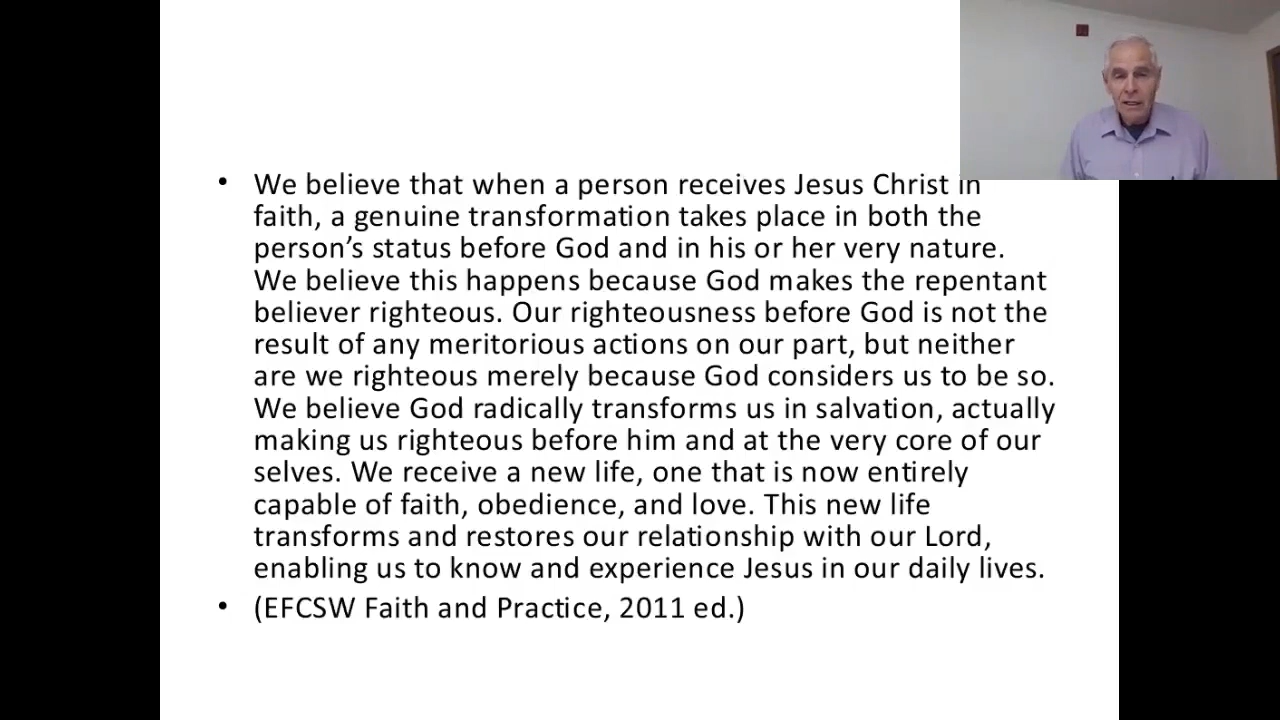 • We believe that when a person receives Jesus Christ in
faith, a genuine transformation takes place in both the
person’s status before God and in his or her very nature.
We believe this happens because God makes the repentant
believer righteous. Our righteousness before God is not the
result of any meritorious actions on our part, but neither
are we righteous merely because God considers us to be so.
We believe God radically transforms us in salvation, actually
making us righteous before him and at the very core of our
selves. We receive a new life, one that is now entirely
capable of faith, obedience, and love. This new life
transforms and restores our relationship with our Lord,
enabling us to know and experience Jesus in our daily lives.
• (EFCSW Faith and Practice, 2011 ed.)